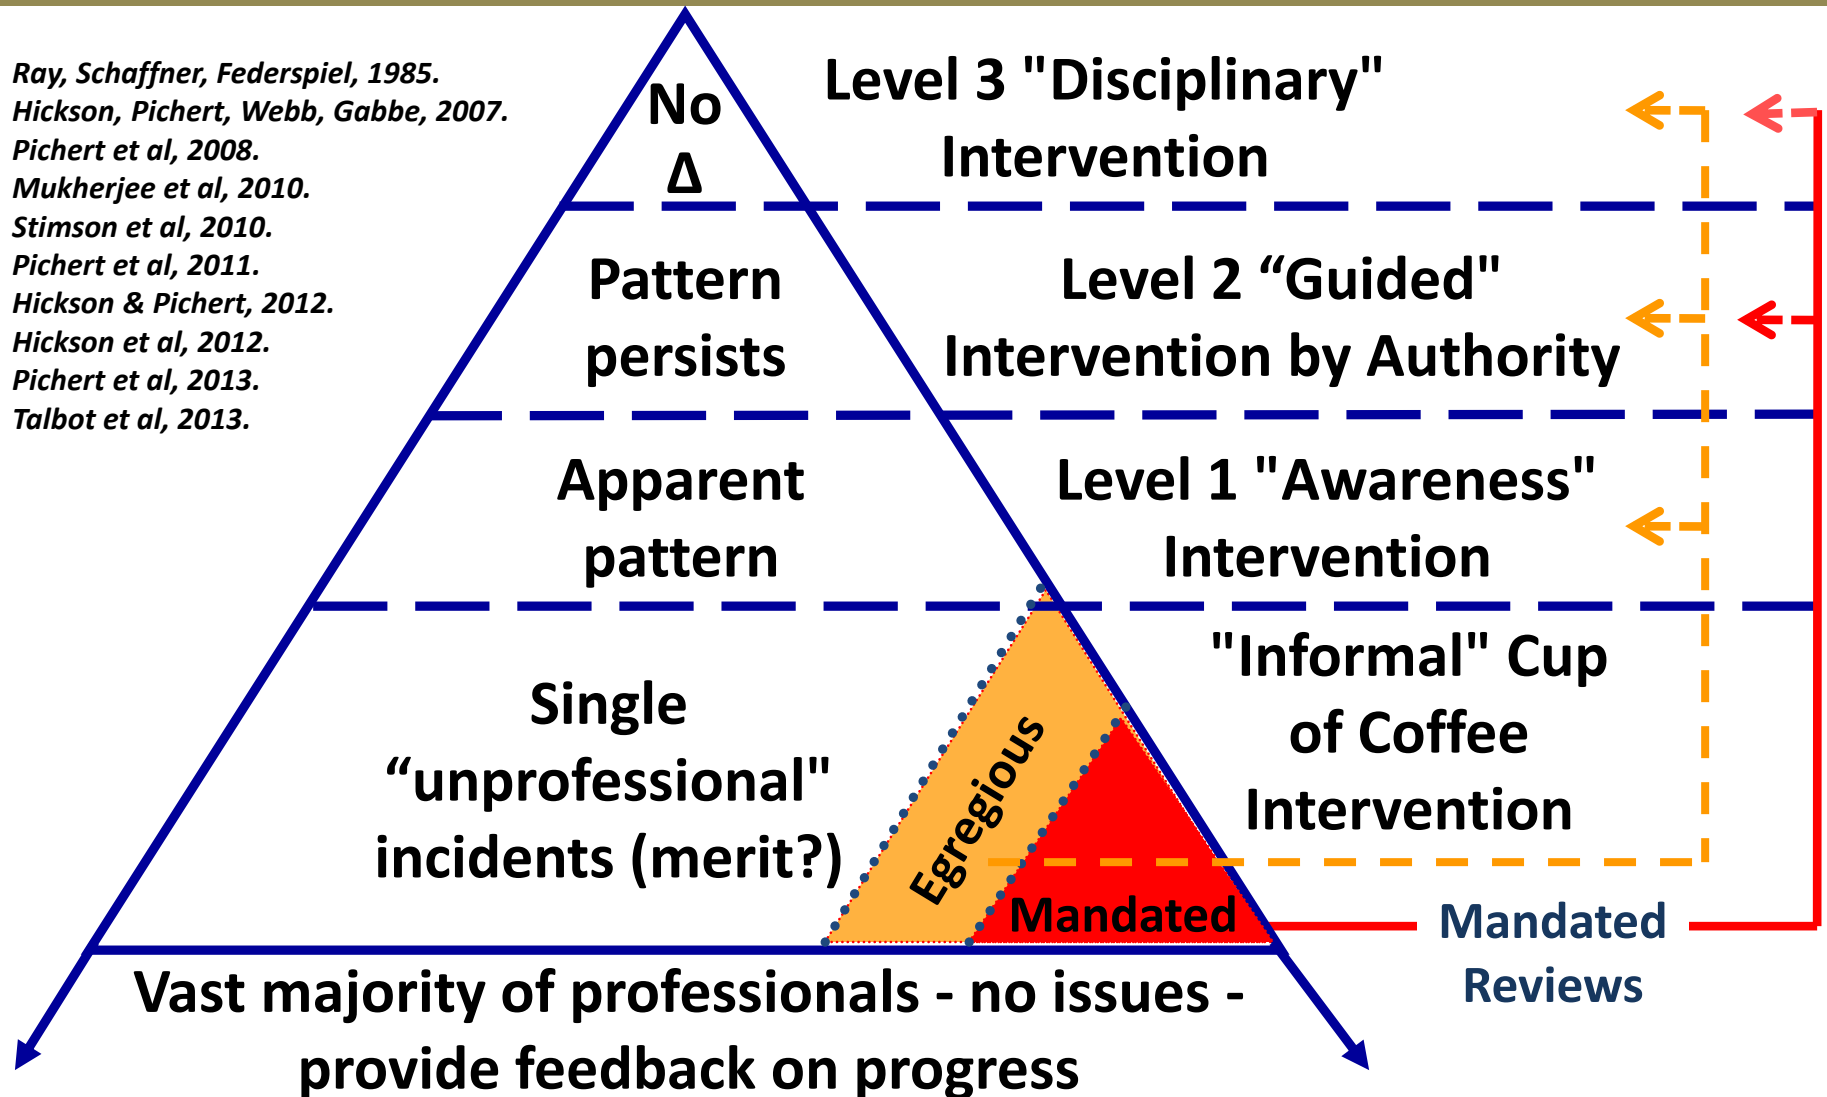 Ray, Schaffner, Federspiel, 1985.
Hickson, Pichert, Webb, Gabbe, 2007.
Pichert et al, 2008.
Mukherjee et al, 2010.
Stimson et al, 2010.
Pichert et al, 2011.
Hickson & Pichert, 2012.
Hickson et al, 2012.
Pichert et al, 2013.
Talbot et al, 2013.
No
Δ
Level 3 "Disciplinary"
Intervention
Pattern
persists
Level 2 “Guided"
Intervention by Authority
Apparent
pattern
Level 1 "Awareness"
Intervention
Single
“unprofessional"
incidents (merit?)
Egregious
Mandated
"Informal" Cup
of Coffee
Intervention
Mandated
Reviews
Vast majority of professionals - no issues -
provide feedback on progress